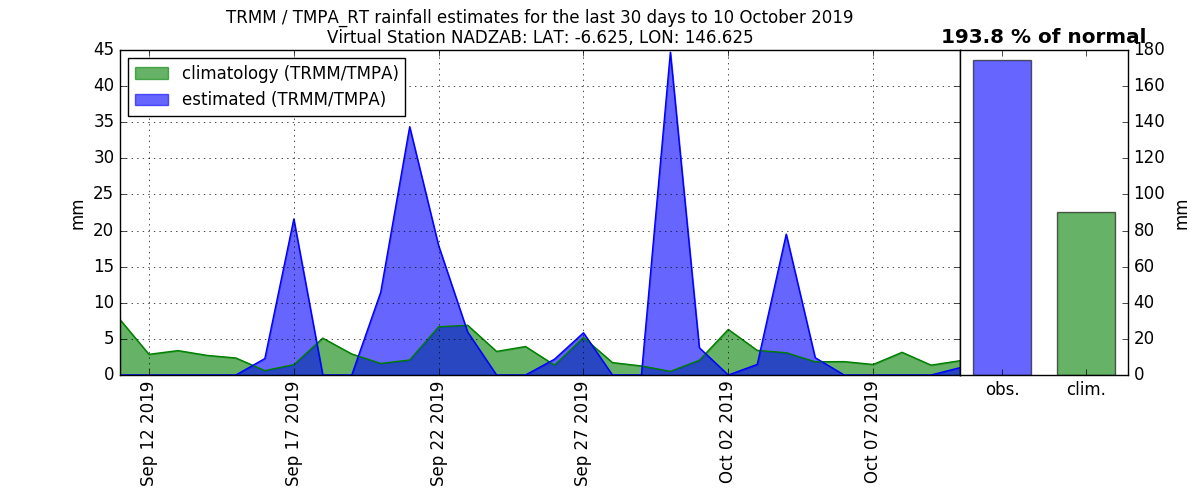 TRMM / TMPA_RT rainfall estimates for the last 30 days to 10 October 2019
Virtual Station NADZAB: LAT: -6.625, LON: 146.625
193.8 % of normal
climatology (TRMM/TMPA)
estimated (TRMM/TMPA)
45
40
35
30
25
20
15
10
5
0
mm
Sep 12 2019
Sep 17 2019
Sep 22 2019
Sep 27 2019
Oct 02 2019
Oct 07 2019
obs.
clim.
180
160
140
120
100
80
60
40
20
0
mm